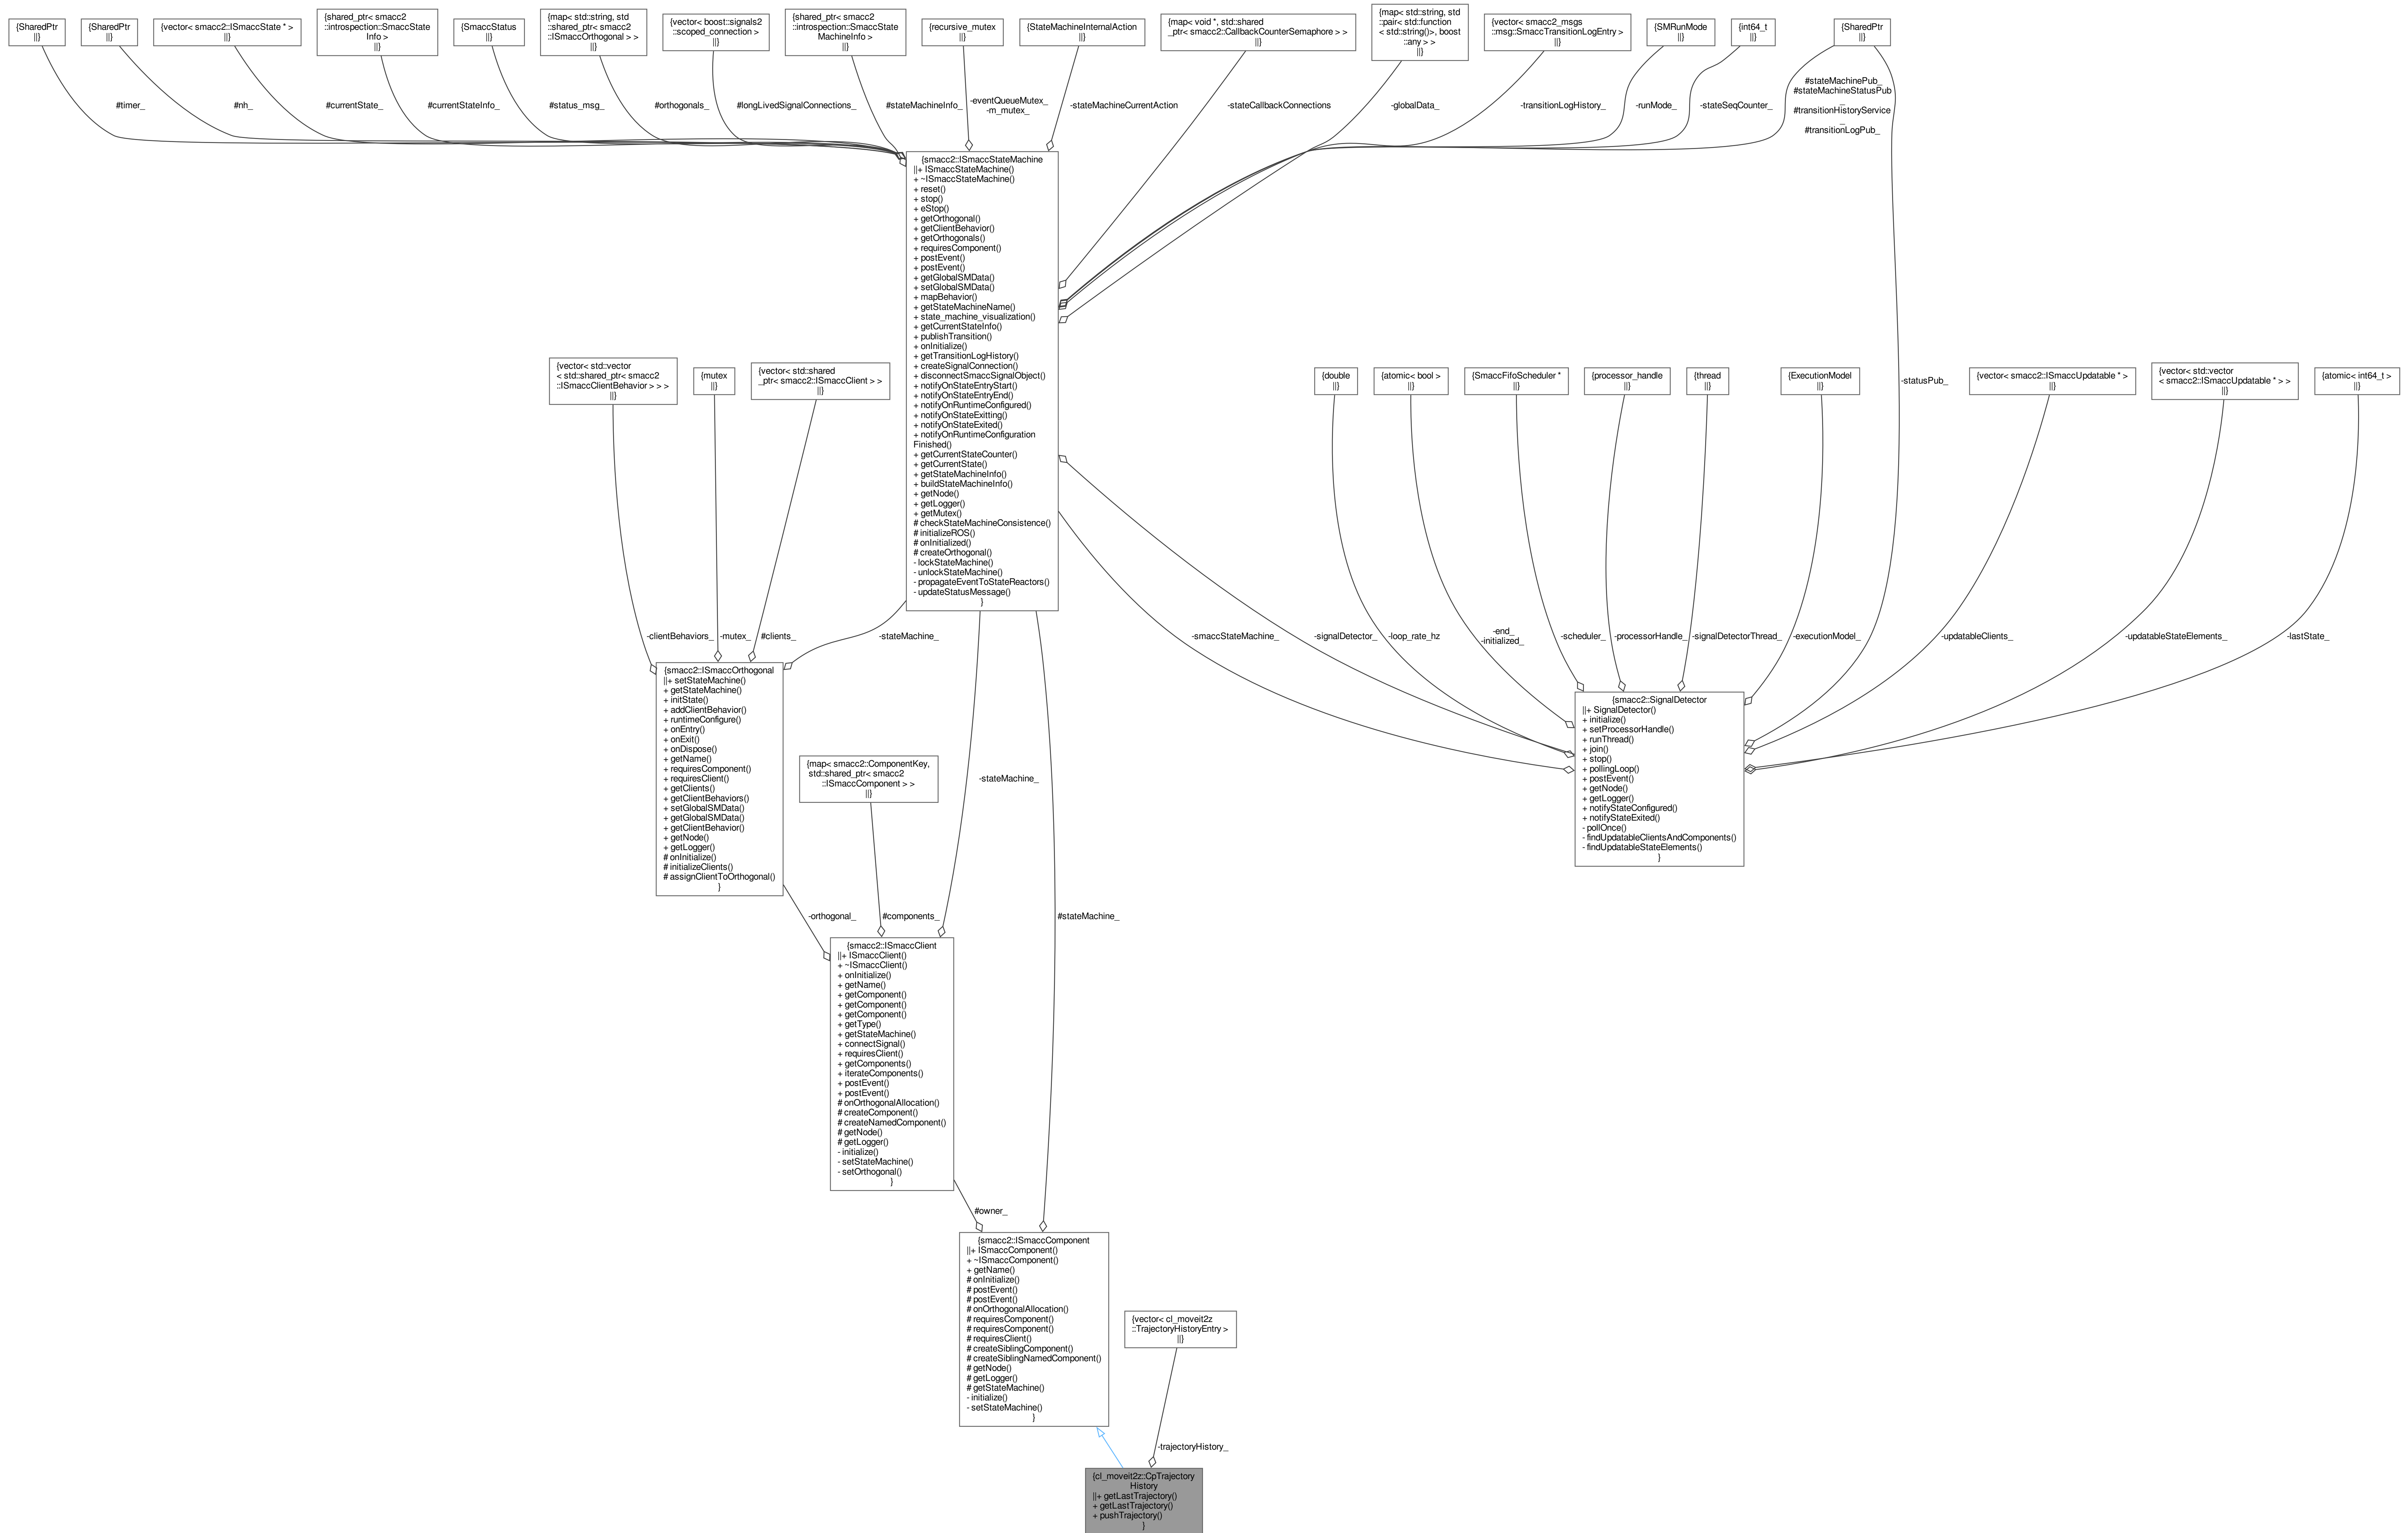 {SharedPtr
||}
{SharedPtr
||}
{vector< smacc2::ISmaccState * >
||}
{shared_ptr< smacc2
::introspection::SmaccState
Info >
||}
{SmaccStatus
||}
{map< std::string, std
::shared_ptr< smacc2
::ISmaccOrthogonal > >
||}
{vector< boost::signals2
::scoped_connection >
||}
{shared_ptr< smacc2
::introspection::SmaccState
MachineInfo >
||}
{recursive_mutex
||}
{StateMachineInternalAction
||}
{map< void *, std::shared
_ptr< smacc2::CallbackCounterSemaphore > >
||}
{map< std::string, std
::pair< std::function
< std::string()>, boost
::any > >
||}
{vector< smacc2_msgs
::msg::SmaccTransitionLogEntry >
||}
{SMRunMode
||}
{int64_t
||}
{SharedPtr
||}
#timer_
#nh_
#currentState_
#currentStateInfo_
#status_msg_
#orthogonals_
#longLivedSignalConnections_
#stateMachineInfo_
-eventQueueMutex_
-m_mutex_
-stateMachineCurrentAction
-stateCallbackConnections
-globalData_
-transitionLogHistory_
-runMode_
-stateSeqCounter_
#stateMachinePub_
#stateMachineStatusPub
_
#transitionHistoryService
_
#transitionLogPub_
{smacc2::ISmaccStateMachine
||+ ISmaccStateMachine()
+ ~ISmaccStateMachine()
+ reset()
+ stop()
+ eStop()
+ getOrthogonal()
+ getClientBehavior()
+ getOrthogonals()
+ requiresComponent()
+ postEvent()
+ postEvent()
+ getGlobalSMData()
+ setGlobalSMData()
+ mapBehavior()
+ getStateMachineName()
+ state_machine_visualization()
+ getCurrentStateInfo()
+ publishTransition()
+ onInitialize()
+ getTransitionLogHistory()
+ createSignalConnection()
+ disconnectSmaccSignalObject()
+ notifyOnStateEntryStart()
+ notifyOnStateEntryEnd()
+ notifyOnRuntimeConfigured()
+ notifyOnStateExitting()
+ notifyOnStateExited()
+ notifyOnRuntimeConfiguration
Finished()
+ getCurrentStateCounter()
+ getCurrentState()
+ getStateMachineInfo()
+ buildStateMachineInfo()
+ getNode()
+ getLogger()
+ getMutex()
# checkStateMachineConsistence()
# initializeROS()
# onInitialized()
# createOrthogonal()
- lockStateMachine()
- unlockStateMachine()
- propagateEventToStateReactors()
- updateStatusMessage()
}
{vector< std::vector
< std::shared_ptr< smacc2
::ISmaccClientBehavior > > >
||}
{mutex
||}
{vector< std::shared
_ptr< smacc2::ISmaccClient > >
||}
{double
||}
{atomic< bool >
||}
{SmaccFifoScheduler *
||}
{processor_handle
||}
{thread
||}
{ExecutionModel
||}
-statusPub_
{vector< smacc2::ISmaccUpdatable * >
||}
{vector< std::vector
< smacc2::ISmaccUpdatable * > >
||}
{atomic< int64_t >
||}
-clientBehaviors_
-mutex_
#clients_
-stateMachine_
-smaccStateMachine_
-signalDetector_
-loop_rate_hz
-end_
-initialized_
-scheduler_
-processorHandle_
-signalDetectorThread_
-executionModel_
-updatableClients_
-updatableStateElements_
-lastState_
{smacc2::ISmaccOrthogonal
||+ setStateMachine()
+ getStateMachine()
+ initState()
+ addClientBehavior()
+ runtimeConfigure()
+ onEntry()
+ onExit()
+ onDispose()
+ getName()
+ requiresComponent()
+ requiresClient()
+ getClients()
+ getClientBehaviors()
+ setGlobalSMData()
+ getGlobalSMData()
+ getClientBehavior()
+ getNode()
+ getLogger()
# onInitialize()
# initializeClients()
# assignClientToOrthogonal()
}
{smacc2::SignalDetector
||+ SignalDetector()
+ initialize()
+ setProcessorHandle()
+ runThread()
+ join()
+ stop()
+ pollingLoop()
+ postEvent()
+ getNode()
+ getLogger()
+ notifyStateConfigured()
+ notifyStateExited()
- pollOnce()
- findUpdatableClientsAndComponents()
- findUpdatableStateElements()
}
{map< smacc2::ComponentKey,
std::shared_ptr< smacc2
::ISmaccComponent > >
||}
-stateMachine_
-orthogonal_
#components_
#stateMachine_
{smacc2::ISmaccClient
||+ ISmaccClient()
+ ~ISmaccClient()
+ onInitialize()
+ getName()
+ getComponent()
+ getComponent()
+ getComponent()
+ getType()
+ getStateMachine()
+ connectSignal()
+ requiresClient()
+ getComponents()
+ iterateComponents()
+ postEvent()
+ postEvent()
# onOrthogonalAllocation()
# createComponent()
# createNamedComponent()
# getNode()
# getLogger()
- initialize()
- setStateMachine()
- setOrthogonal()
}
#owner_
{smacc2::ISmaccComponent
||+ ISmaccComponent()
+ ~ISmaccComponent()
+ getName()
# onInitialize()
# postEvent()
# postEvent()
# onOrthogonalAllocation()
# requiresComponent()
# requiresComponent()
# requiresClient()
# createSiblingComponent()
# createSiblingNamedComponent()
# getNode()
# getLogger()
# getStateMachine()
- initialize()
- setStateMachine()
}
{vector< cl_moveit2z
::TrajectoryHistoryEntry >
||}
-trajectoryHistory_
{cl_moveit2z::CpTrajectory
History
||+ getLastTrajectory()
+ getLastTrajectory()
+ pushTrajectory()
}